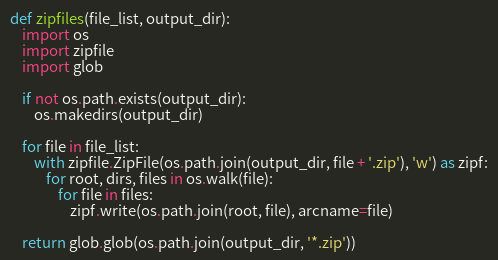 def zipfiles(file_list, output_dir):
    import os
    import zipfile
    import glob

    if not os.path.exists(output_dir):
        os.makedirs(output_dir)

    for file in file_list:
        with zipfile.ZipFile(os.path.join(output_dir, file + '.zip'), 'w') as zipf:
            for root, dirs, files in os.walk(file):
                for file in files:
                    zipf.write(os.path.join(root, file), arcname=file)

    return glob.glob(os.path.join(output_dir, '*.zip'))